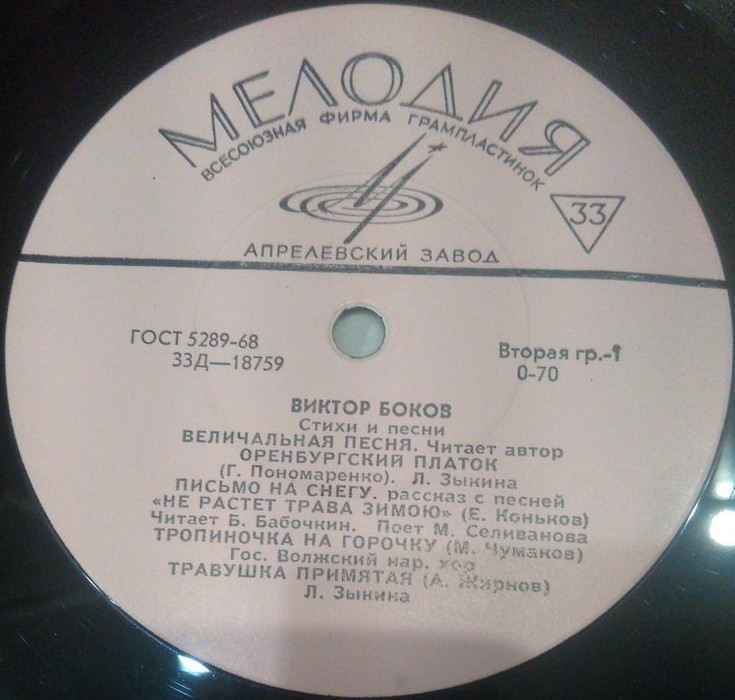 МЕЛОДИЯ
ВСЕСОЮЗНАЯ ФИРМА ГРАМПЛАСТИНОК
33
АПРЕЛЕВСКИЙ ЗАВОД
ГОСТ 5289-68
33Д—18759
Вторая гр.-1
0-70
ВИКТОР БОКОВ
Стихи и песни
ВЕЛИЧАЛЬНАЯ ПЕСНЯ. Читает автор
ОРЕНБУРГСКИЙ ПЛАТОК
(Г. Пономаренко). Л. Зыкина
ПИСЬМО НА СНЕГУ. рассказ с песней
«НЕ РАСТЕТ ТРАВА ЗИМОЮ» (Е. Коньков)
Читает Б. Бабочкин. Поет М. Селиванова
ТРОПИНОЧКА НА ГОРОЧКУ (М. Чумаков)
Гос. Волжский нар. хор
ТРАВУШКА ПРИМЯТАЯ (А. Жирнов)
Л. Зыкина